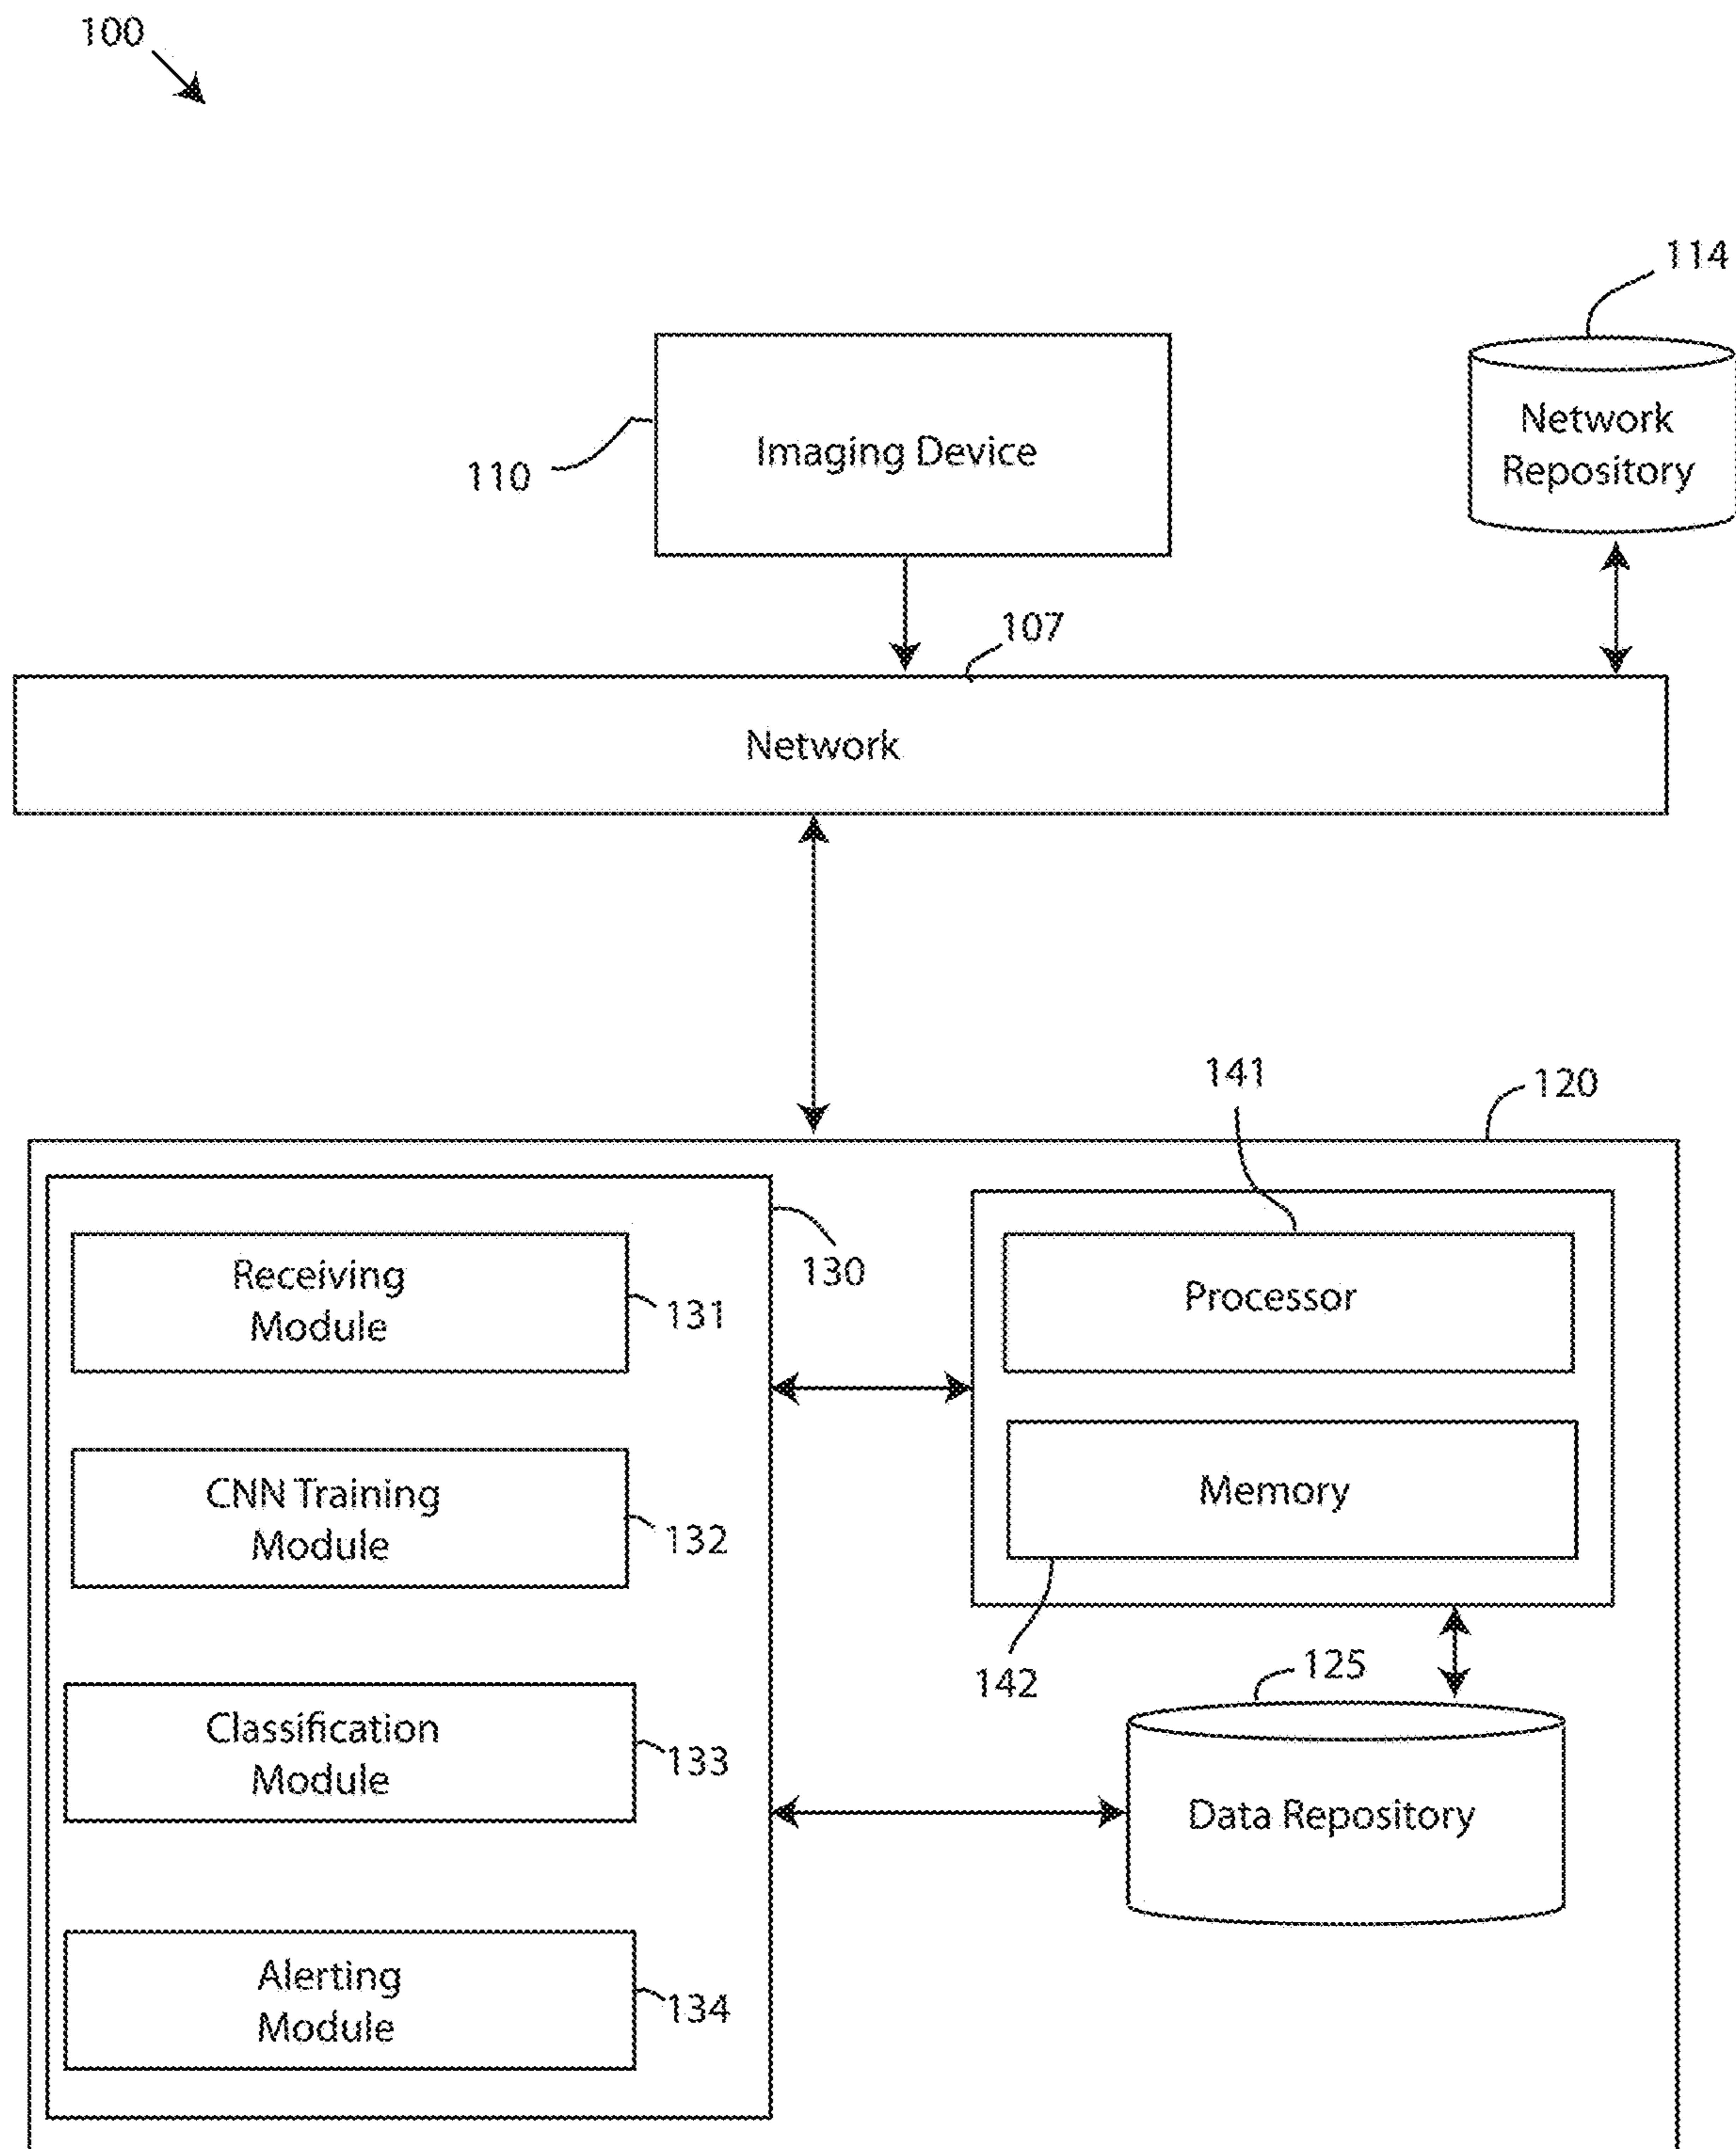 100
114
Network
Repository
Imaging Device
110
107
Network
141
120
130
Receiving
Module
131
Processor
CNN Training
Module
132
Memory
142
125
Classification
Module
133
Data Repository
Alerting
Module
134